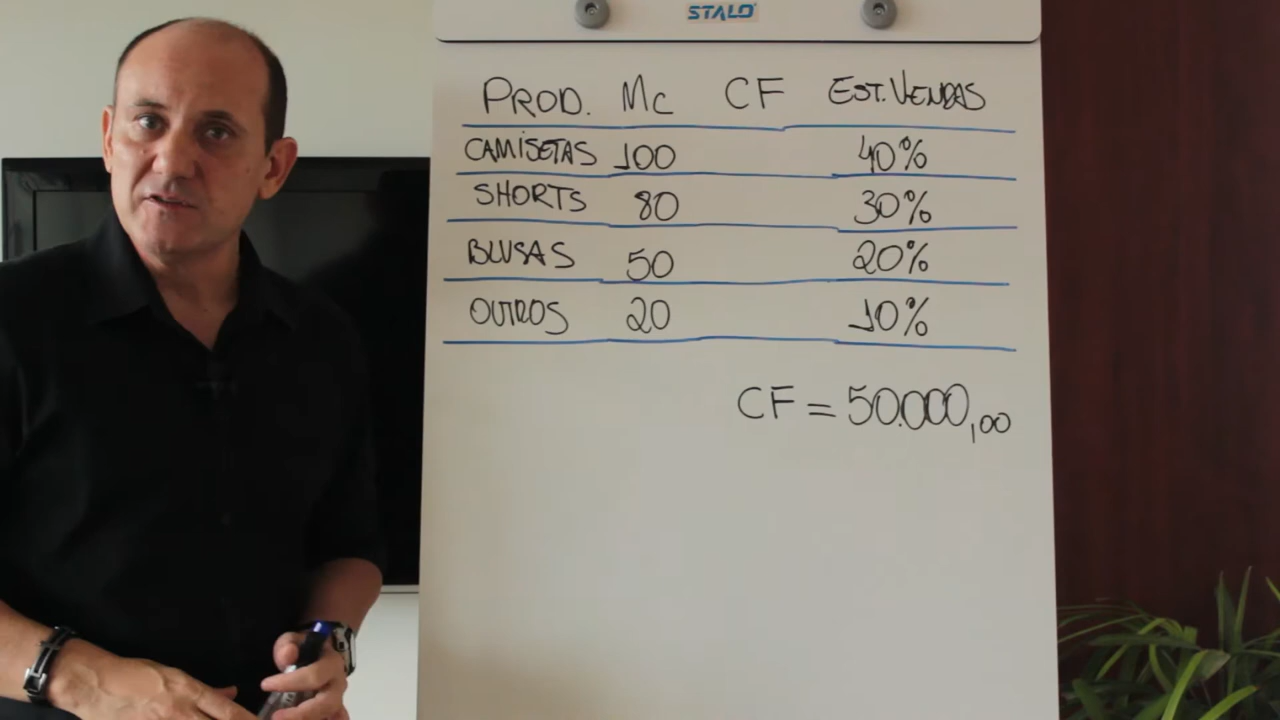 STALO
PROD. MC CF EST. VENDAS
CAMISETAS 100 40%
SHORTS 80 30%
BLUSAS 50 20%
OUTROS 20 10%
CF = 50.000,00